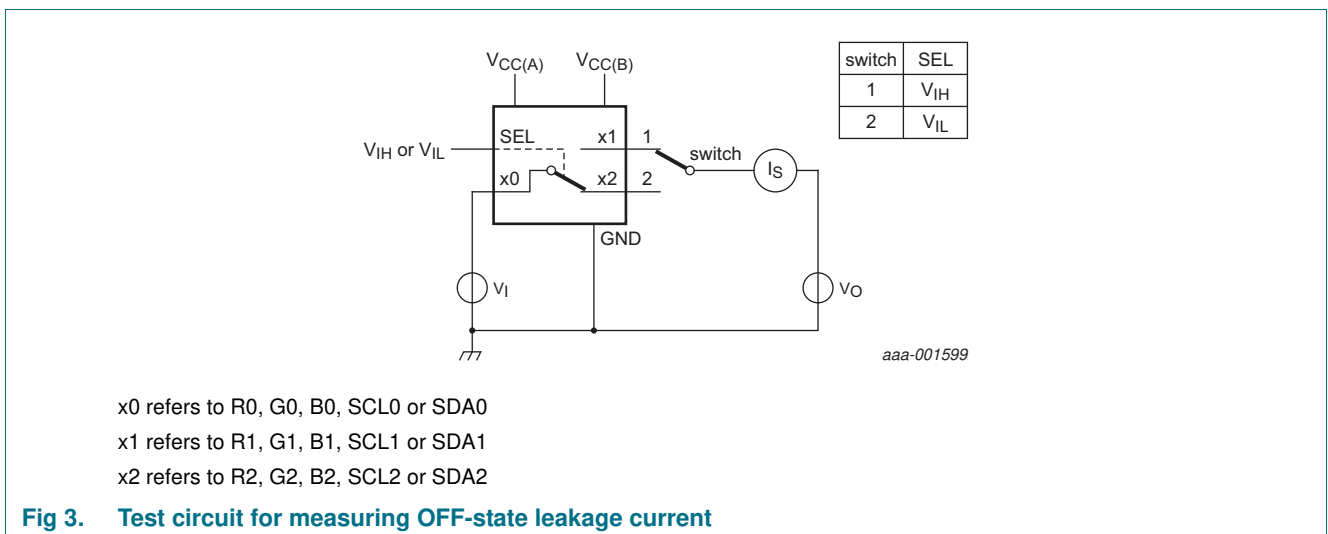 VCC(A) VCC(B)
switch SEL
1 VIH
2 VIL
VIH or VIL
SEL x1 1
switch
IS
x0 x2 2
GND
VI
VO
aaa-001599
x0 refers to R0, G0, B0, SCL0 or SDA0
x1 refers to R1, G1, B1, SCL1 or SDA1
x2 refers to R2, G2, B2, SCL2 or SDA2
Fig 3. Test circuit for measuring OFF-state leakage current